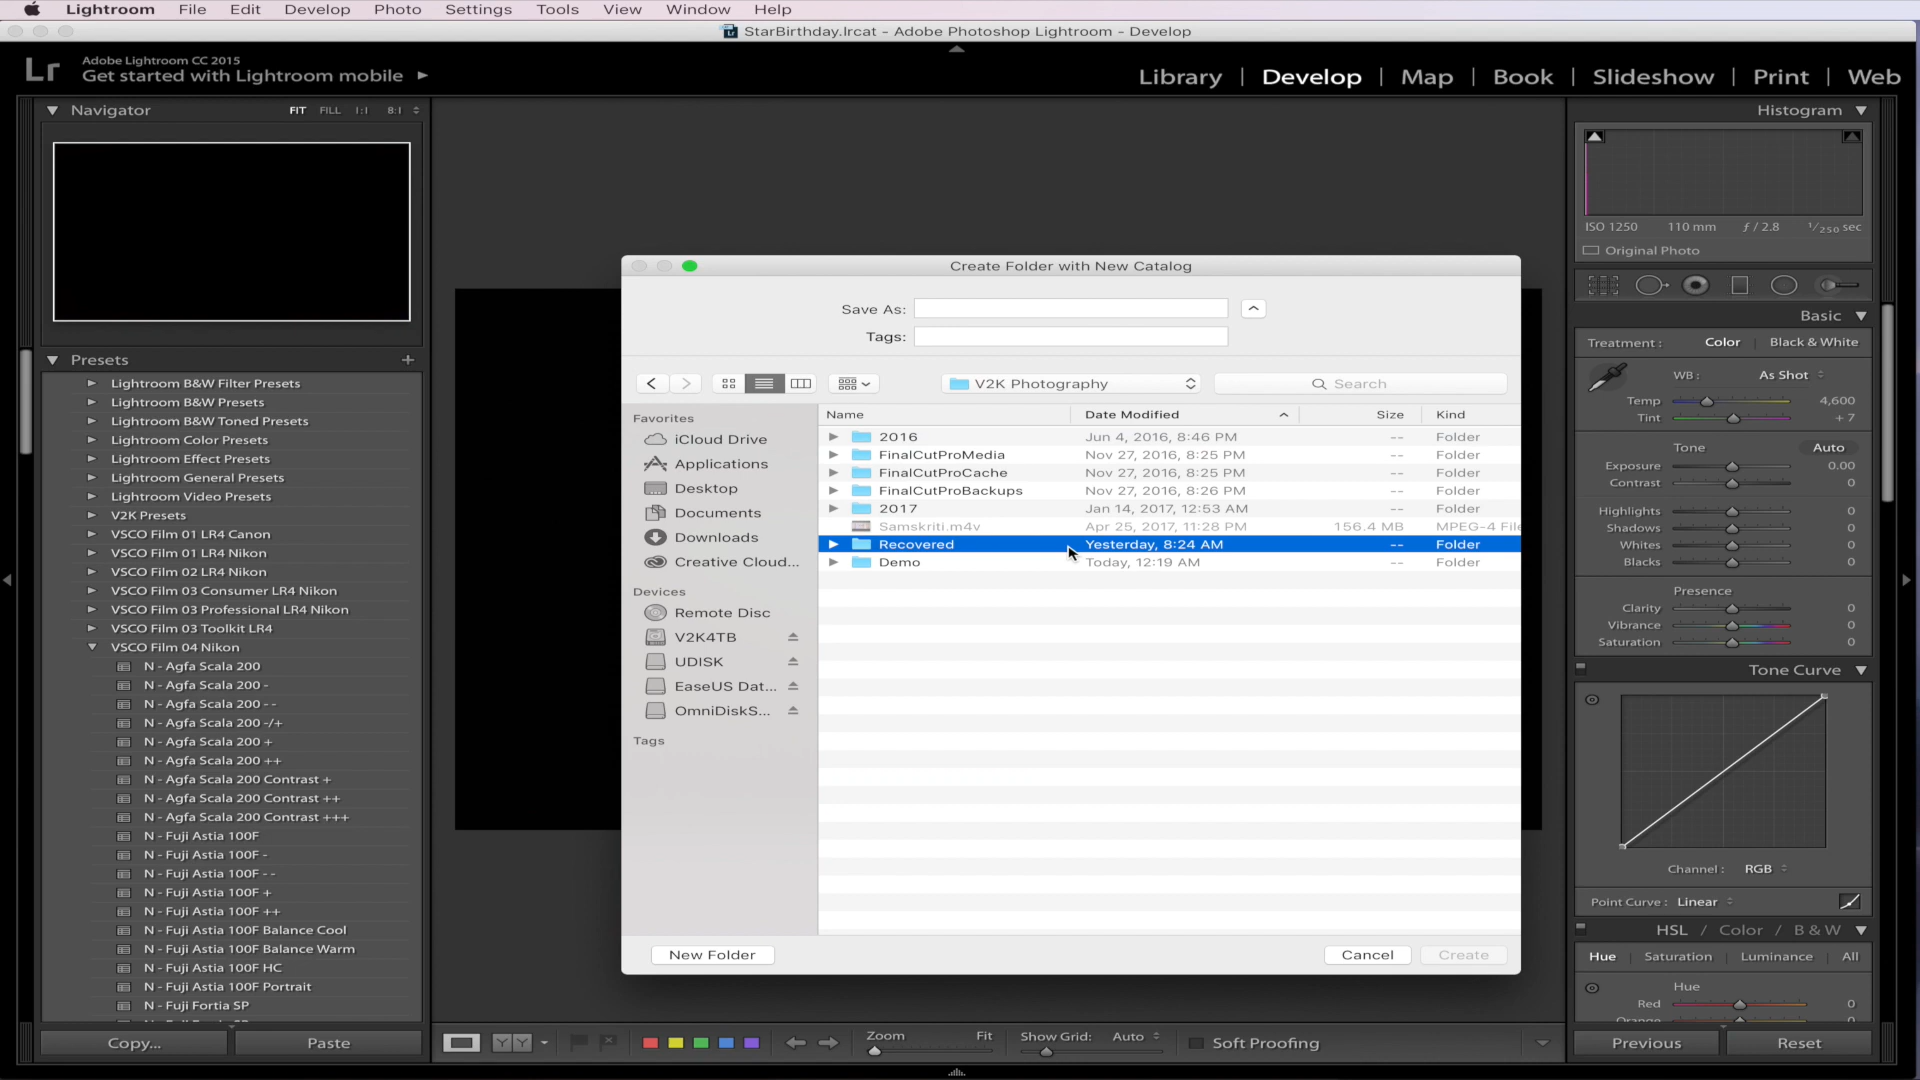 Lightroom File Edit Develop Photo Settings Tools View Window Help
StarBirthday.lrcat - Adobe Photoshop Lightroom - Develop
Lr
Adobe Lightroom CC 2015
Get started with Lightroom mobile
Library | Develop | Map | Book | Slideshow | Print | Web
Navigator FIT FILL 1:1 8:1
Presets +
Lightroom B&W Filter Presets
Lightroom B&W Presets
Lightroom B&W Toned Presets
Lightroom Color Presets
Lightroom Effect Presets
Lightroom General Presets
Lightroom Video Presets
V2K Presets
VSCO Film 01 LR4 Canon
VSCO Film 01 LR4 Nikon
VSCO Film 02 LR4 Nikon
VSCO Film 03 Consumer LR4 Nikon
VSCO Film 03 Professional LR4 Nikon
VSCO Film 03 Toolkit LR4
VSCO Film 04 Nikon
N - Agfa Scala 200
N - Agfa Scala 200 -
N - Agfa Scala 200 - -
N - Agfa Scala 200 -/+
N - Agfa Scala 200 +
N - Agfa Scala 200 ++
N - Agfa Scala 200 Contrast +
N - Agfa Scala 200 Contrast ++
N - Agfa Scala 200 Contrast +++
N - Fuji Astia 100F
N - Fuji Astia 100F -
N - Fuji Astia 100F - -
N - Fuji Astia 100F +
N - Fuji Astia 100F ++
N - Fuji Astia 100F Balance Cool
N - Fuji Astia 100F Balance Warm
N - Fuji Astia 100F HC
N - Fuji Astia 100F Portrait
N - Fuji Fortia SP
Copy... Paste
Create Folder with New Catalog
Save As:
Tags:
V2K Photography
Search
Favorites
iCloud Drive
Applications
Desktop
Documents
Downloads
Creative Cloud...
Devices
Remote Disc
V2K4TB
UDISK
EaseUS Dat...
OmniDiskS...
Tags
Name Date Modified Size Kind
2016 Jun 4, 2016, 8:46 PM -- Folder
FinalCutProMedia Nov 27, 2016, 8:25 PM -- Folder
FinalCutProCache Nov 27, 2016, 8:25 PM -- Folder
FinalCutProBackups Nov 27, 2016, 8:26 PM -- Folder
2017 Jan 14, 2017, 12:53 AM -- Folder
Samskriti.m4v Apr 25, 2017, 11:28 PM 156.4 MB MPEG-4 File
Recovered Yesterday, 8:24 AM -- Folder
Demo Today, 12:19 AM -- Folder
New Folder Cancel Create
YY Zoom Fit Show Grid: Auto Soft Proofing
Histogram
ISO 1250 110 mm f / 2.8 1/250 sec
Original Photo
Basic
Treatment : Color Black & White
WB : As Shot
Temp 4,600
Tint + 7
Tone Auto
Exposure 0.00
Contrast 0
Highlights 0
Shadows 0
Whites 0
Blacks 0
Presence
Clarity 0
Vibrance 0
Saturation 0
Tone Curve
Channel : RGB
Point Curve : Linear
HSL / Color / B & W
Hue Saturation Luminance All
Hue
Red 0
Orange
Previous Reset